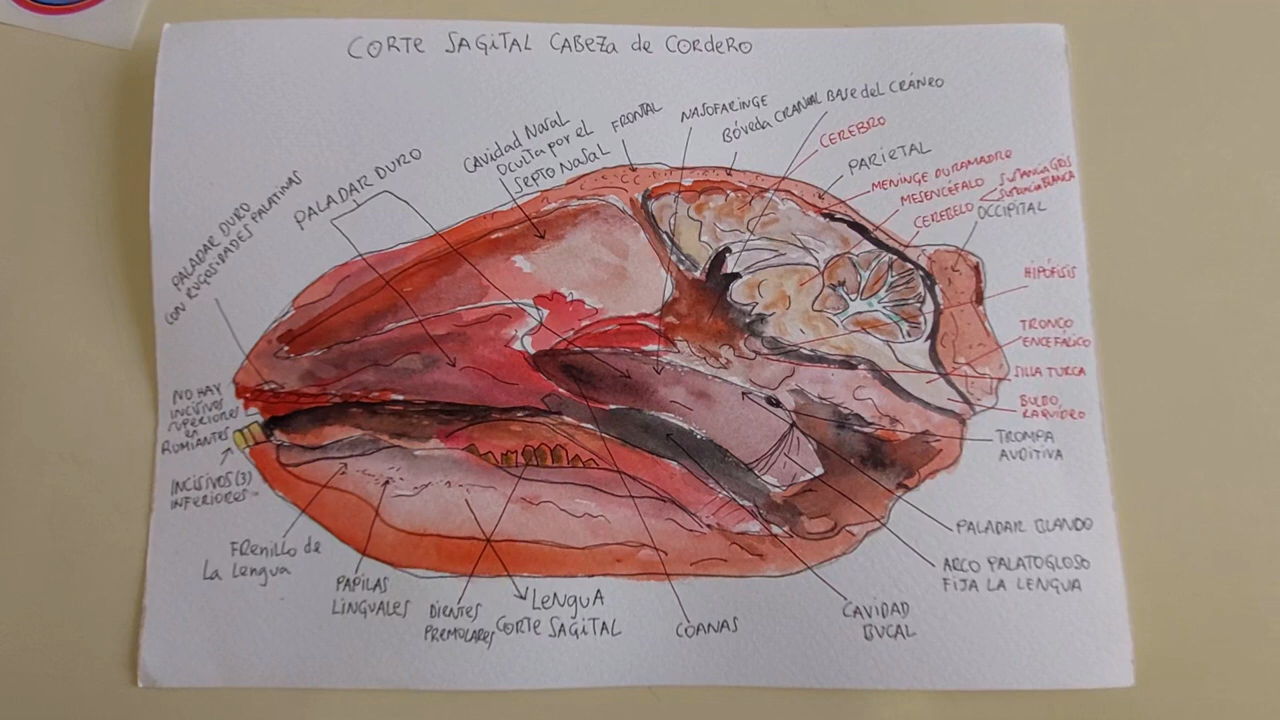 CORTE SAGITAL CABEZA de CORDERO
PALADAR DURO
CON RUGOSIDADES PALATINAS
PALADAR DURO
CAVIDAD NASAL
OCULTA POR EL
SEPTO NASAL
FRONTAL
NASOFARINGE
BÓVEDA CRANEAL
BASE del CRÁNEO
CEREBRO
PARIETAL
MENINGE DURAMADRE
MESENCÉFALO
CEREBELO
SUSTANCIA GRIS
SUSTANCIA BLANCA
OCCIPITAL
HIPÓFISIS
TRONCO
ENCEFÁLICO
SILLA TURCA
BULBO
RAQUÍDEO
TROMPA
AUDITIVA
PALADAR BLANDO
ARCO PALATOGLOSO
FIJA LA LENGUA
CAVIDAD
BUCAL
COANAS
LENGUA
CORTE SAGITAL
DIENTES
PREMOLARES
PAPILAS
LINGUALES
FRENILLO de
La Lengua
NO HAY
INCISIVOS
SUPERIORES
EN
RUMIANTES
INCISIVOS (3)
INFERIORES